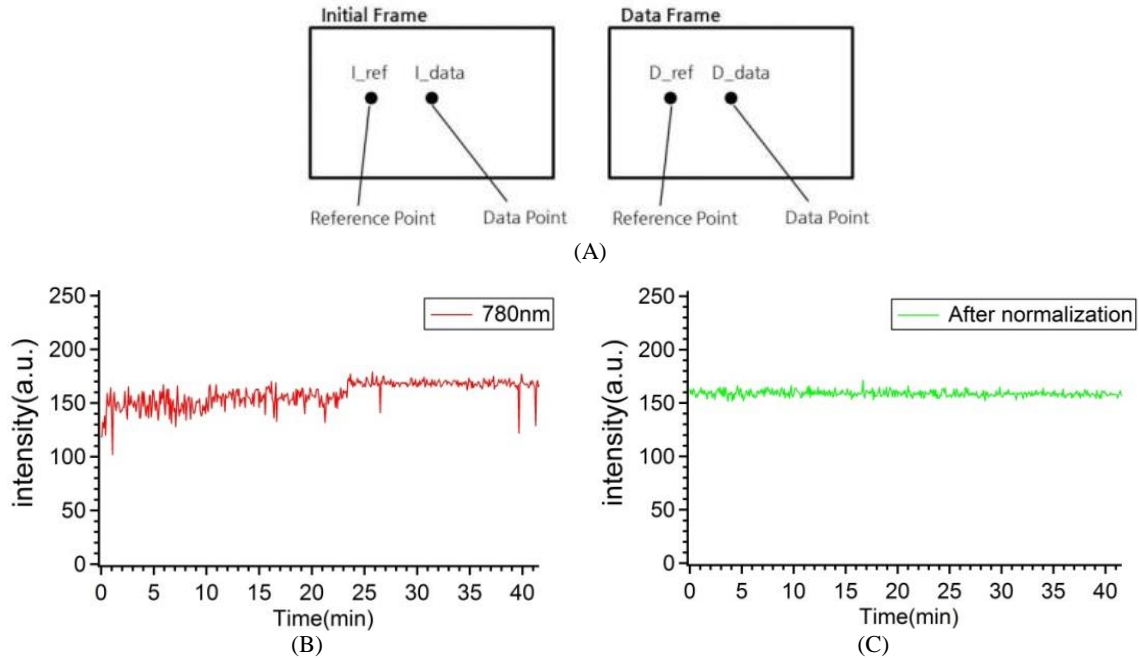 Initial Frame
Data Frame
I_ref I_data
D_ref D_data
Reference Point
Data Point
Reference Point
Data Point
(A)
250
200
150
100
50
0
intensity(a.u.)
780nm
0 5 10 15 20 25 30 35 40
Time(min)
(B)
250
200
150
100
50
0
intensity(a.u.)
After normalization
0 5 10 15 20 25 30 35 40
Time(min)
(C)